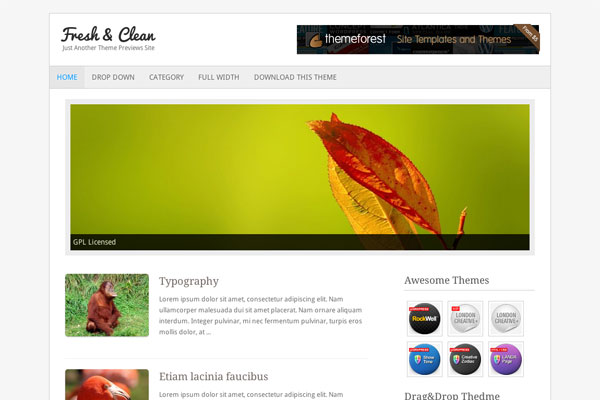 Fresh & Clean
Just Another Theme Previews Site
themeforest Site Templates and Themes
From $5
HOME DROP DOWN CATEGORY FULL WIDTH DOWNLOAD THIS THEME
GPL Licensed
Typography
Lorem ipsum dolor sit amet, consectetur adipiscing elit. Nam
ullamcorper malesuada dui sit amet placerat. Nam ornare aliquam
interdum. Integer pulvinar, mi nec fermentum pulvinar, turpis eros
mollis dolor, at ...
Etiam lacinia faucibus
Awesome Themes
RockWell
LONDON
CREATIVE+
LONDON
CREATIVE+
Show
Time
Creative
Zodiac
LANDR
Page
Drag&Drop Thedme